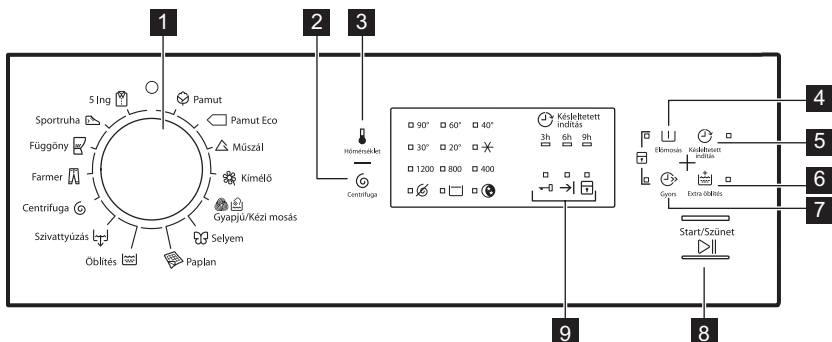 1
2
3
4
5
6
7
8
9
5 Ing
Pamut
Sportruha
Pamut Eco
Függöny
Műszál
Farmer
Kímélő
Centrifuga
Gyapjú/Kézi mosás
Szivattyúzás
Selyem
Öblítés
Paplan
Hőmérséklet
Centrifuga
90° 60° 40°
30° 20°
1200 800 400
Késleltetett
indítás
3h 6h 9h
Előmosás
Késleltetett
indítás
Gyors
Extra öblítés
Start/Szünet